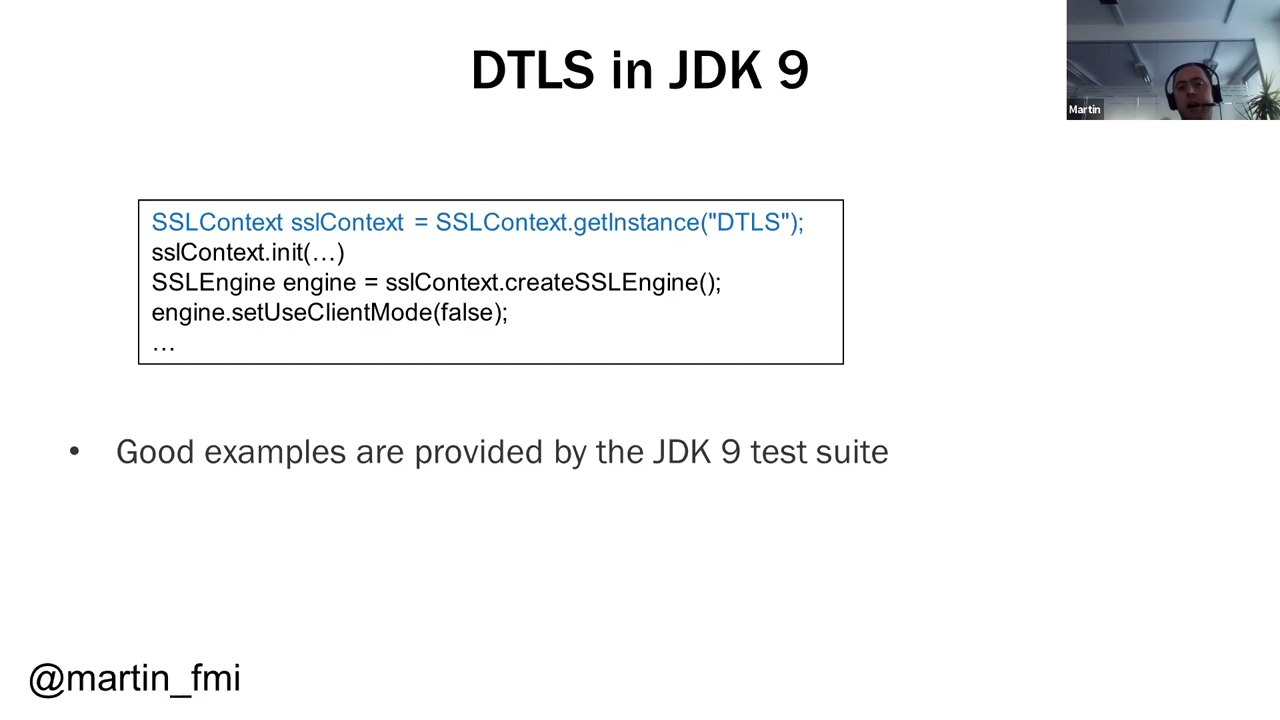 DTLS in JDK 9
Martin
SSLContext sslContext = SSLContext.getInstance("DTLS");
sslContext.init(…)
SSLEngine engine = sslContext.createSSLEngine();
engine.setUseClientMode(false);
…
• Good examples are provided by the JDK 9 test suite
@martin_fmi